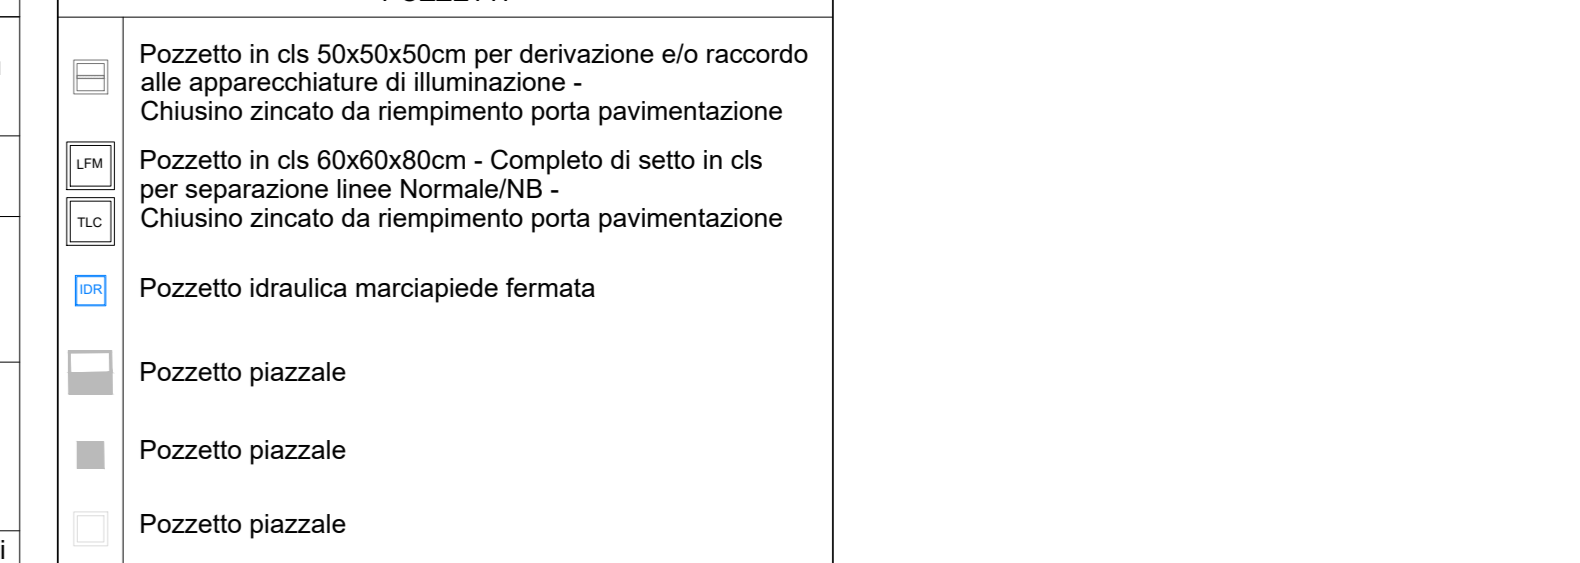 Pozzetto in cls 50x50x50cm per derivazione e/o raccordo
alle apparecchiature di illuminazione -
Chiusino zincato da riempimento porta pavimentazione
LFM
Pozzetto in cls 60x60x80cm - Completo di setto in cls
per separazione linee Normale/NB -
TLC
Chiusino zincato da riempimento porta pavimentazione
IDR
Pozzetto idraulica marciapiede fermata
Pozzetto piazzale
Pozzetto piazzale
Pozzetto piazzale
i